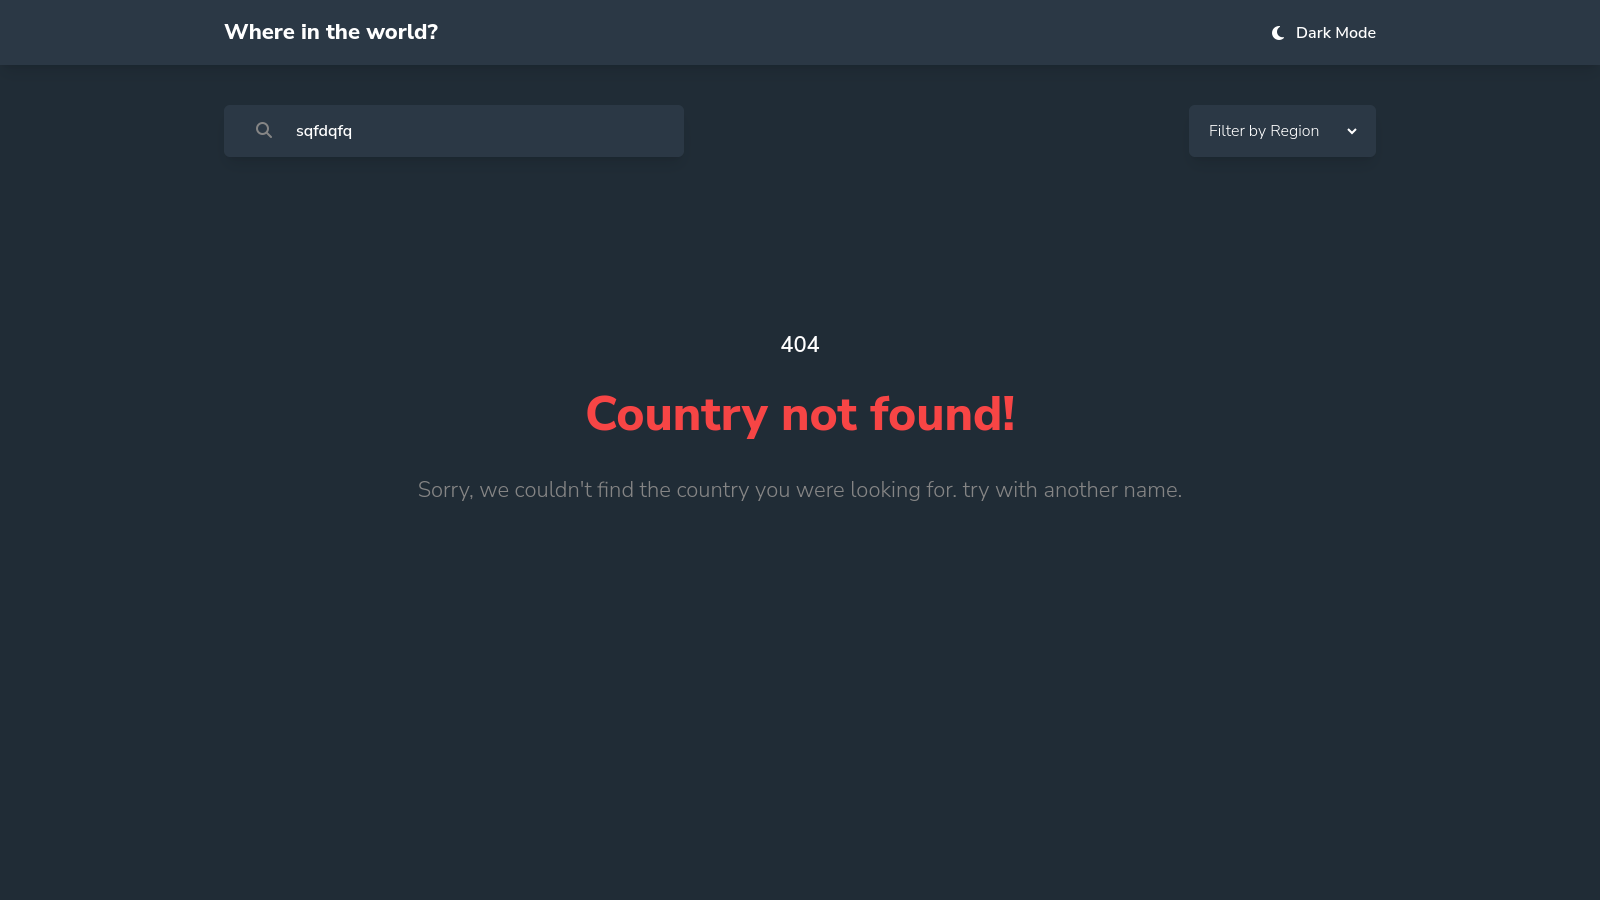 Where in the world?
Dark Mode
sqfdqfq
Filter by Region
404
Country not found!
Sorry, we couldn't find the country you were looking for. try with another name.